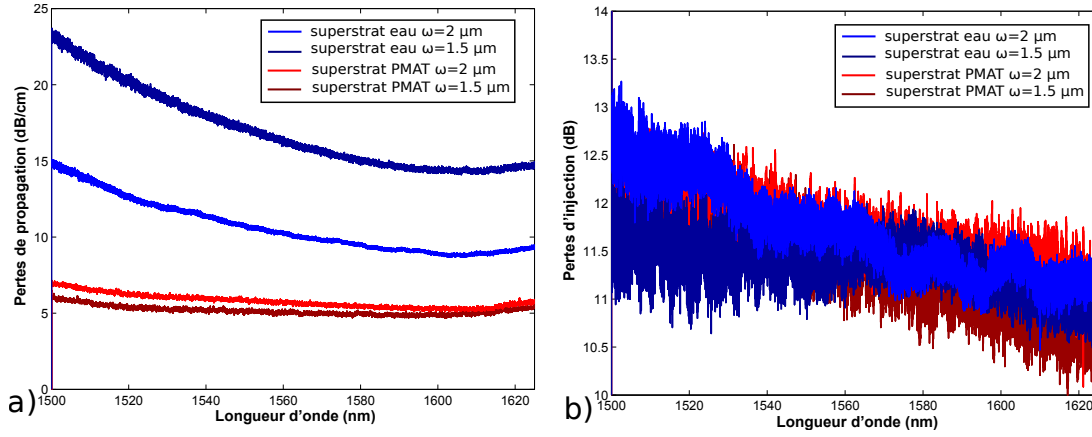 25
20
15
10
5
0
Pertes de propagation (dB/cm)
superstrat eau ω=2 μm
superstrat eau ω=1.5 μm
superstrat PMAT ω=2 μm
superstrat PMAT ω=1.5 μm
1500 1520 1540 1560 1580 1600 1620
Longueur d'onde (nm)
a)
14
13.5
13
12.5
12
11.5
11
10.5
10
Pertes d'injection (dB)
superstrat eau ω=2 μm
superstrat eau ω=1.5 μm
superstrat PMAT ω=2 μm
superstrat PMAT ω=1.5 μm
1500 1520 1540 1560 1580 1600 1620
Longueur d'onde (nm)
b)